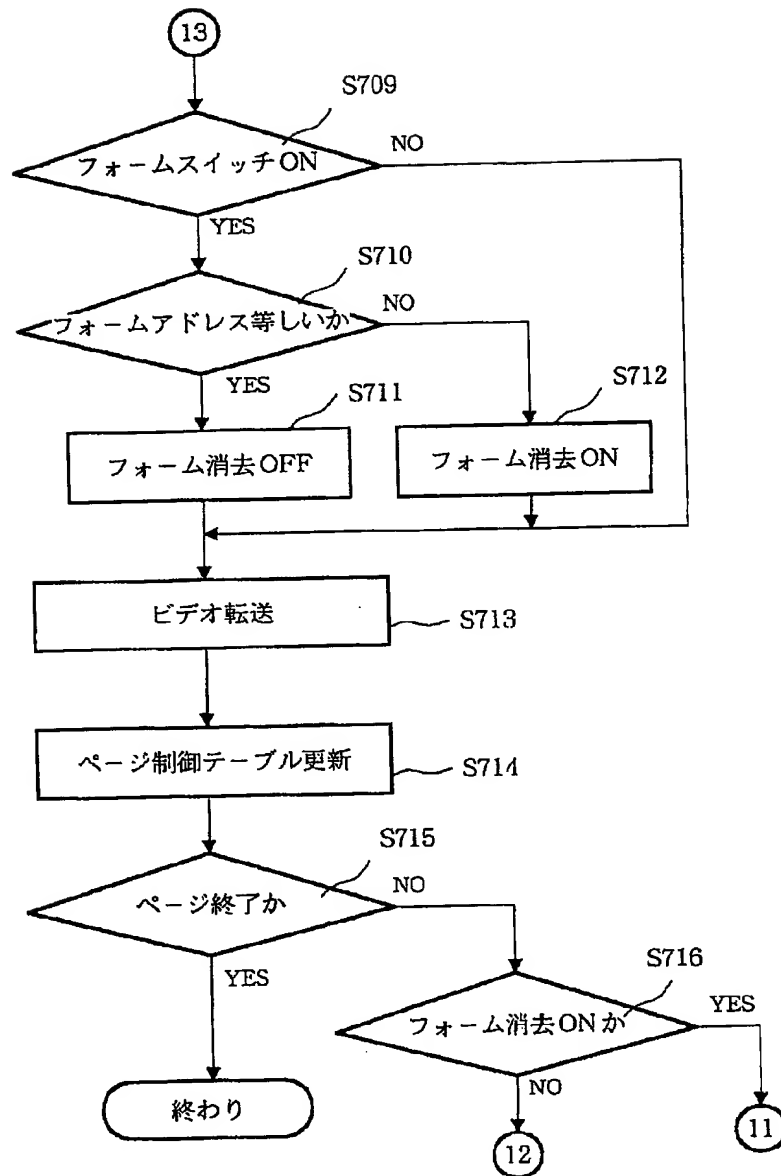 13
S709
フォームスイッチON
NO
YES
S710
フォームアドレス等しいか
NO
YES
S711
フォーム消去OFF
S712
フォーム消去ON
ビデオ転送
S713
ページ制御テーブル更新
S714
S715
ページ終了か
NO
YES
S716
フォーム消去ONか
YES
NO
終わり
12
11